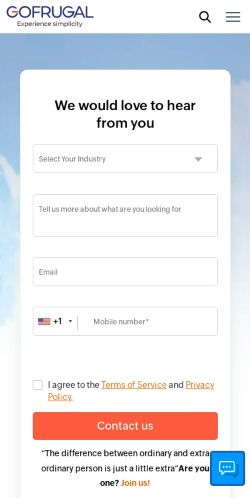 GOFRUGAL
Experience simplicity
We would love to hear
from you
Select Your Industry
Tell us more about what are you looking for
Email
+1
Mobile number*
I agree to the Terms of Service and Privacy
Policy.
Contact us
“The difference between ordinary and extra
ordinary person is just a little extra”Are you
one? Join us!